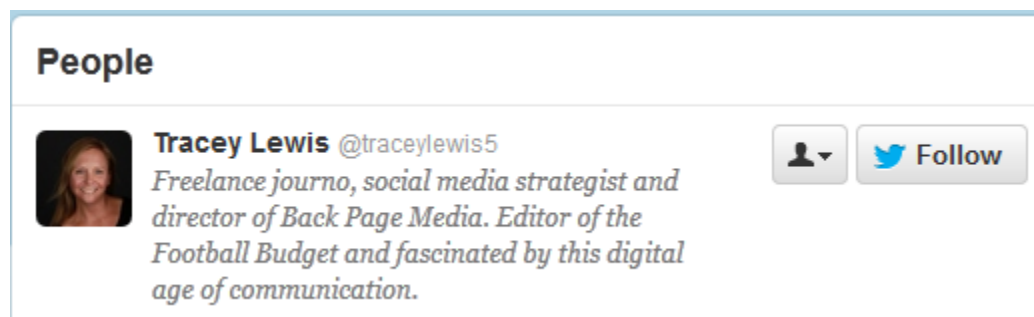 People
Tracey Lewis @traceylewis5
Follow
Freelance journo, social media strategist and
director of Back Page Media. Editor of the
Football Budget and fascinated by this digital
age of communication.